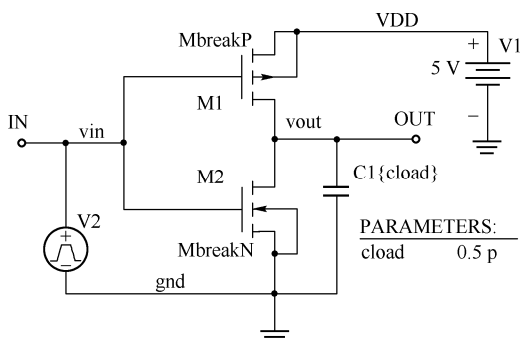 VDD
MbreakP
+ V1
5 V
M1
−
IN
vin
vout
OUT
M2
C1{cload}
V2
+
−
PARAMETERS:
MbreakN
cload 0.5 p
gnd